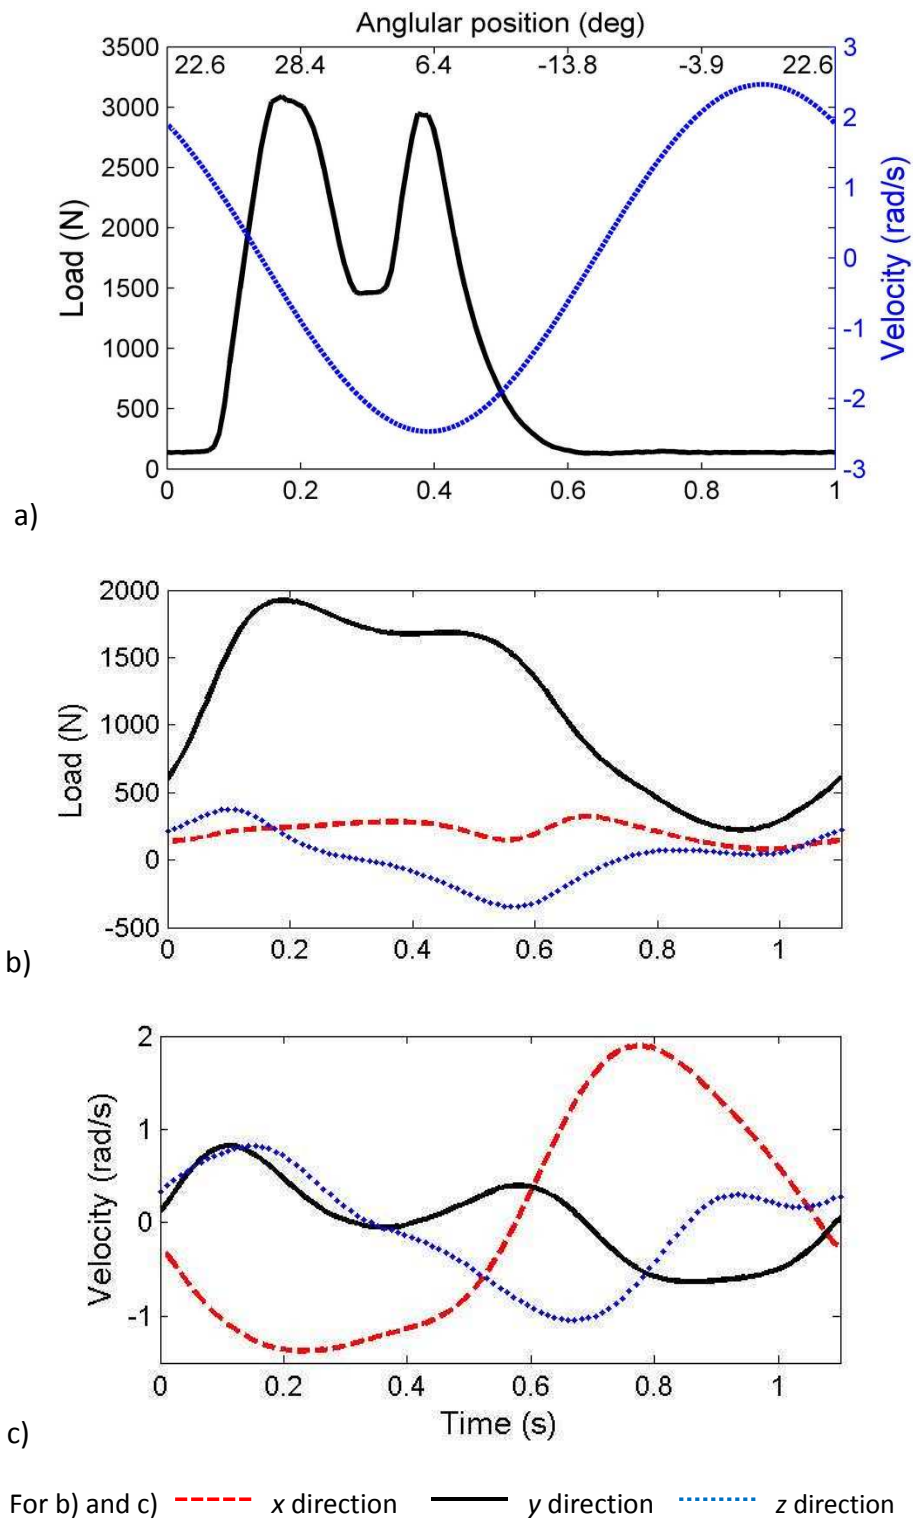 Anglular position (deg)
3500 3
22.6 28.4 6.4 -13.8 -3.9 22.6
3000 2
2500 1
2000
Load (N) 0 Velocity (rad/s)
1500
1000 -1
500 -2
0 -3
0 0.2 0.4 0.6 0.8 1
a)
2000
1500
1000
Load (N)
500
0
-500
0 0.2 0.4 0.6 0.8 1
b)
2
1
Velocity (rad/s)
0
-1
0 0.2 0.4 0.6 0.8 1
Time (s)
c)
For b) and c) x direction y direction z direction